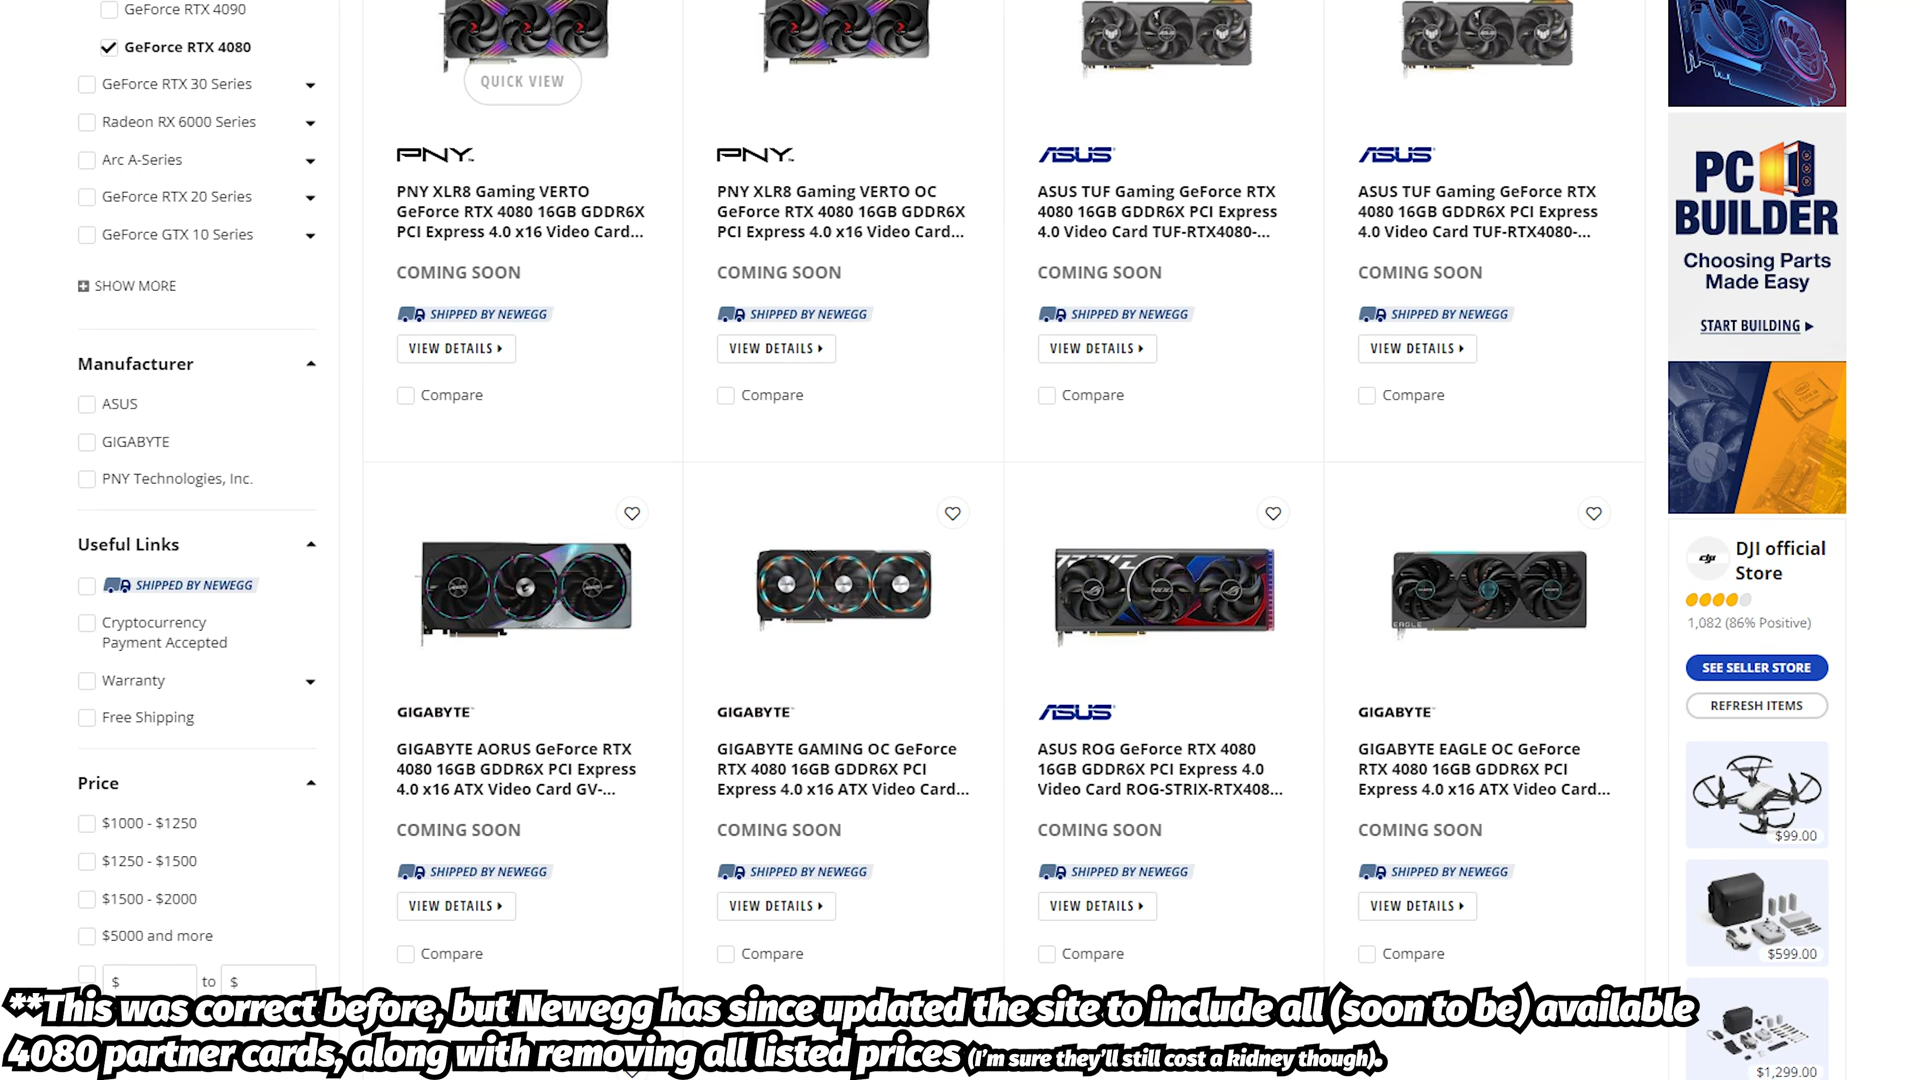 GeForce RTX 4090
GeForce RTX 4080
GeForce RTX 30 Series
Radeon RX 6000 Series
Arc A-Series
GeForce RTX 20 Series
GeForce GTX 10 Series
SHOW MORE
Manufacturer
ASUS
GIGABYTE
PNY Technologies, Inc.
Useful Links
SHIPPED BY NEWEGG
Cryptocurrency
Payment Accepted
Warranty
Free Shipping
Price
$1000 - $1250
$1250 - $1500
$1500 - $2000
$5000 and more
$ to $
QUICK VIEW
PNY
PNY XLR8 Gaming VERTO
GeForce RTX 4080 16GB GDDR6X
PCI Express 4.0 x16 Video Card...
COMING SOON
SHIPPED BY NEWEGG
VIEW DETAILS
Compare
PNY
PNY XLR8 Gaming VERTO OC
GeForce RTX 4080 16GB GDDR6X
PCI Express 4.0 x16 Video Card...
COMING SOON
SHIPPED BY NEWEGG
VIEW DETAILS
Compare
ASUS
ASUS TUF Gaming GeForce RTX
4080 16GB GDDR6X PCI Express
4.0 Video Card TUF-RTX4080-...
COMING SOON
SHIPPED BY NEWEGG
VIEW DETAILS
Compare
ASUS
ASUS TUF Gaming GeForce RTX
4080 16GB GDDR6X PCI Express
4.0 Video Card TUF-RTX4080-...
COMING SOON
SHIPPED BY NEWEGG
VIEW DETAILS
Compare
GIGABYTE
GIGABYTE AORUS GeForce RTX
4080 16GB GDDR6X PCI Express
4.0 x16 ATX Video Card GV-...
COMING SOON
SHIPPED BY NEWEGG
VIEW DETAILS
Compare
GIGABYTE
GIGABYTE GAMING OC GeForce
RTX 4080 16GB GDDR6X PCI
Express 4.0 x16 ATX Video Card...
COMING SOON
SHIPPED BY NEWEGG
VIEW DETAILS
Compare
ASUS
ASUS ROG GeForce RTX 4080
16GB GDDR6X PCI Express 4.0
Video Card ROG-STRIX-RTX408...
COMING SOON
SHIPPED BY NEWEGG
VIEW DETAILS
Compare
EAGLE
GIGABYTE
GIGABYTE EAGLE OC GeForce
RTX 4080 16GB GDDR6X PCI
Express 4.0 x16 ATX Video Card...
COMING SOON
SHIPPED BY NEWEGG
VIEW DETAILS
Compare
PC
BUILDER
Choosing Parts
Made Easy
START BUILDING
dji
DJI official
Store
1,082 (86% Positive)
SEE SELLER STORE
REFRESH ITEMS
$99.00
$599.00
$1,299.00
**This was correct before, but Newegg has since updated the site to include all (soon to be) available
4080 partner cards, along with removing all listed prices (I'm sure they'll still cost a kidney though).